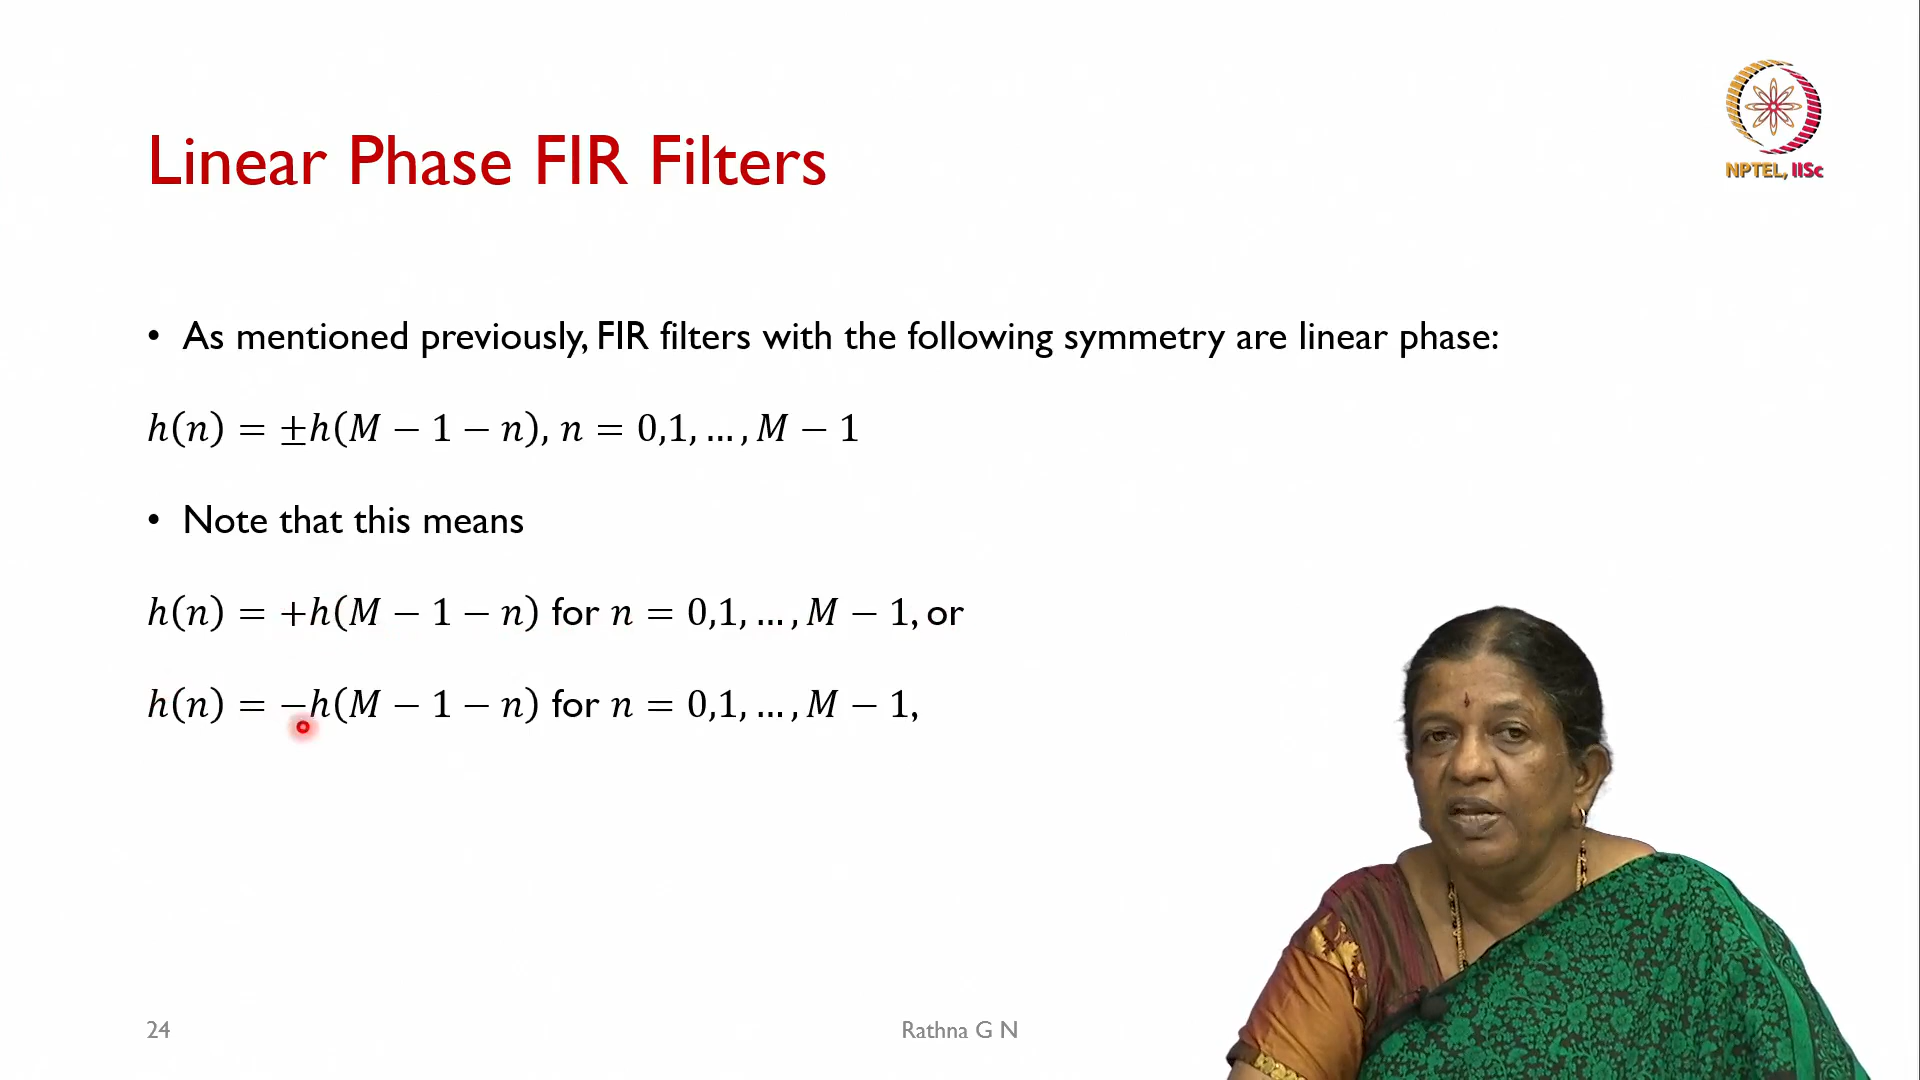 NPTEL, IISc
Linear Phase FIR Filters
• As mentioned previously, FIR filters with the following symmetry are linear phase:
h(n) = ±h(M − 1 − n), n = 0,1, … , M − 1
• Note that this means
h(n) = +h(M − 1 − n) for n = 0,1, … , M − 1, or
h(n) = −h(M − 1 − n) for n = 0,1, … , M − 1,
24
Rathna G N